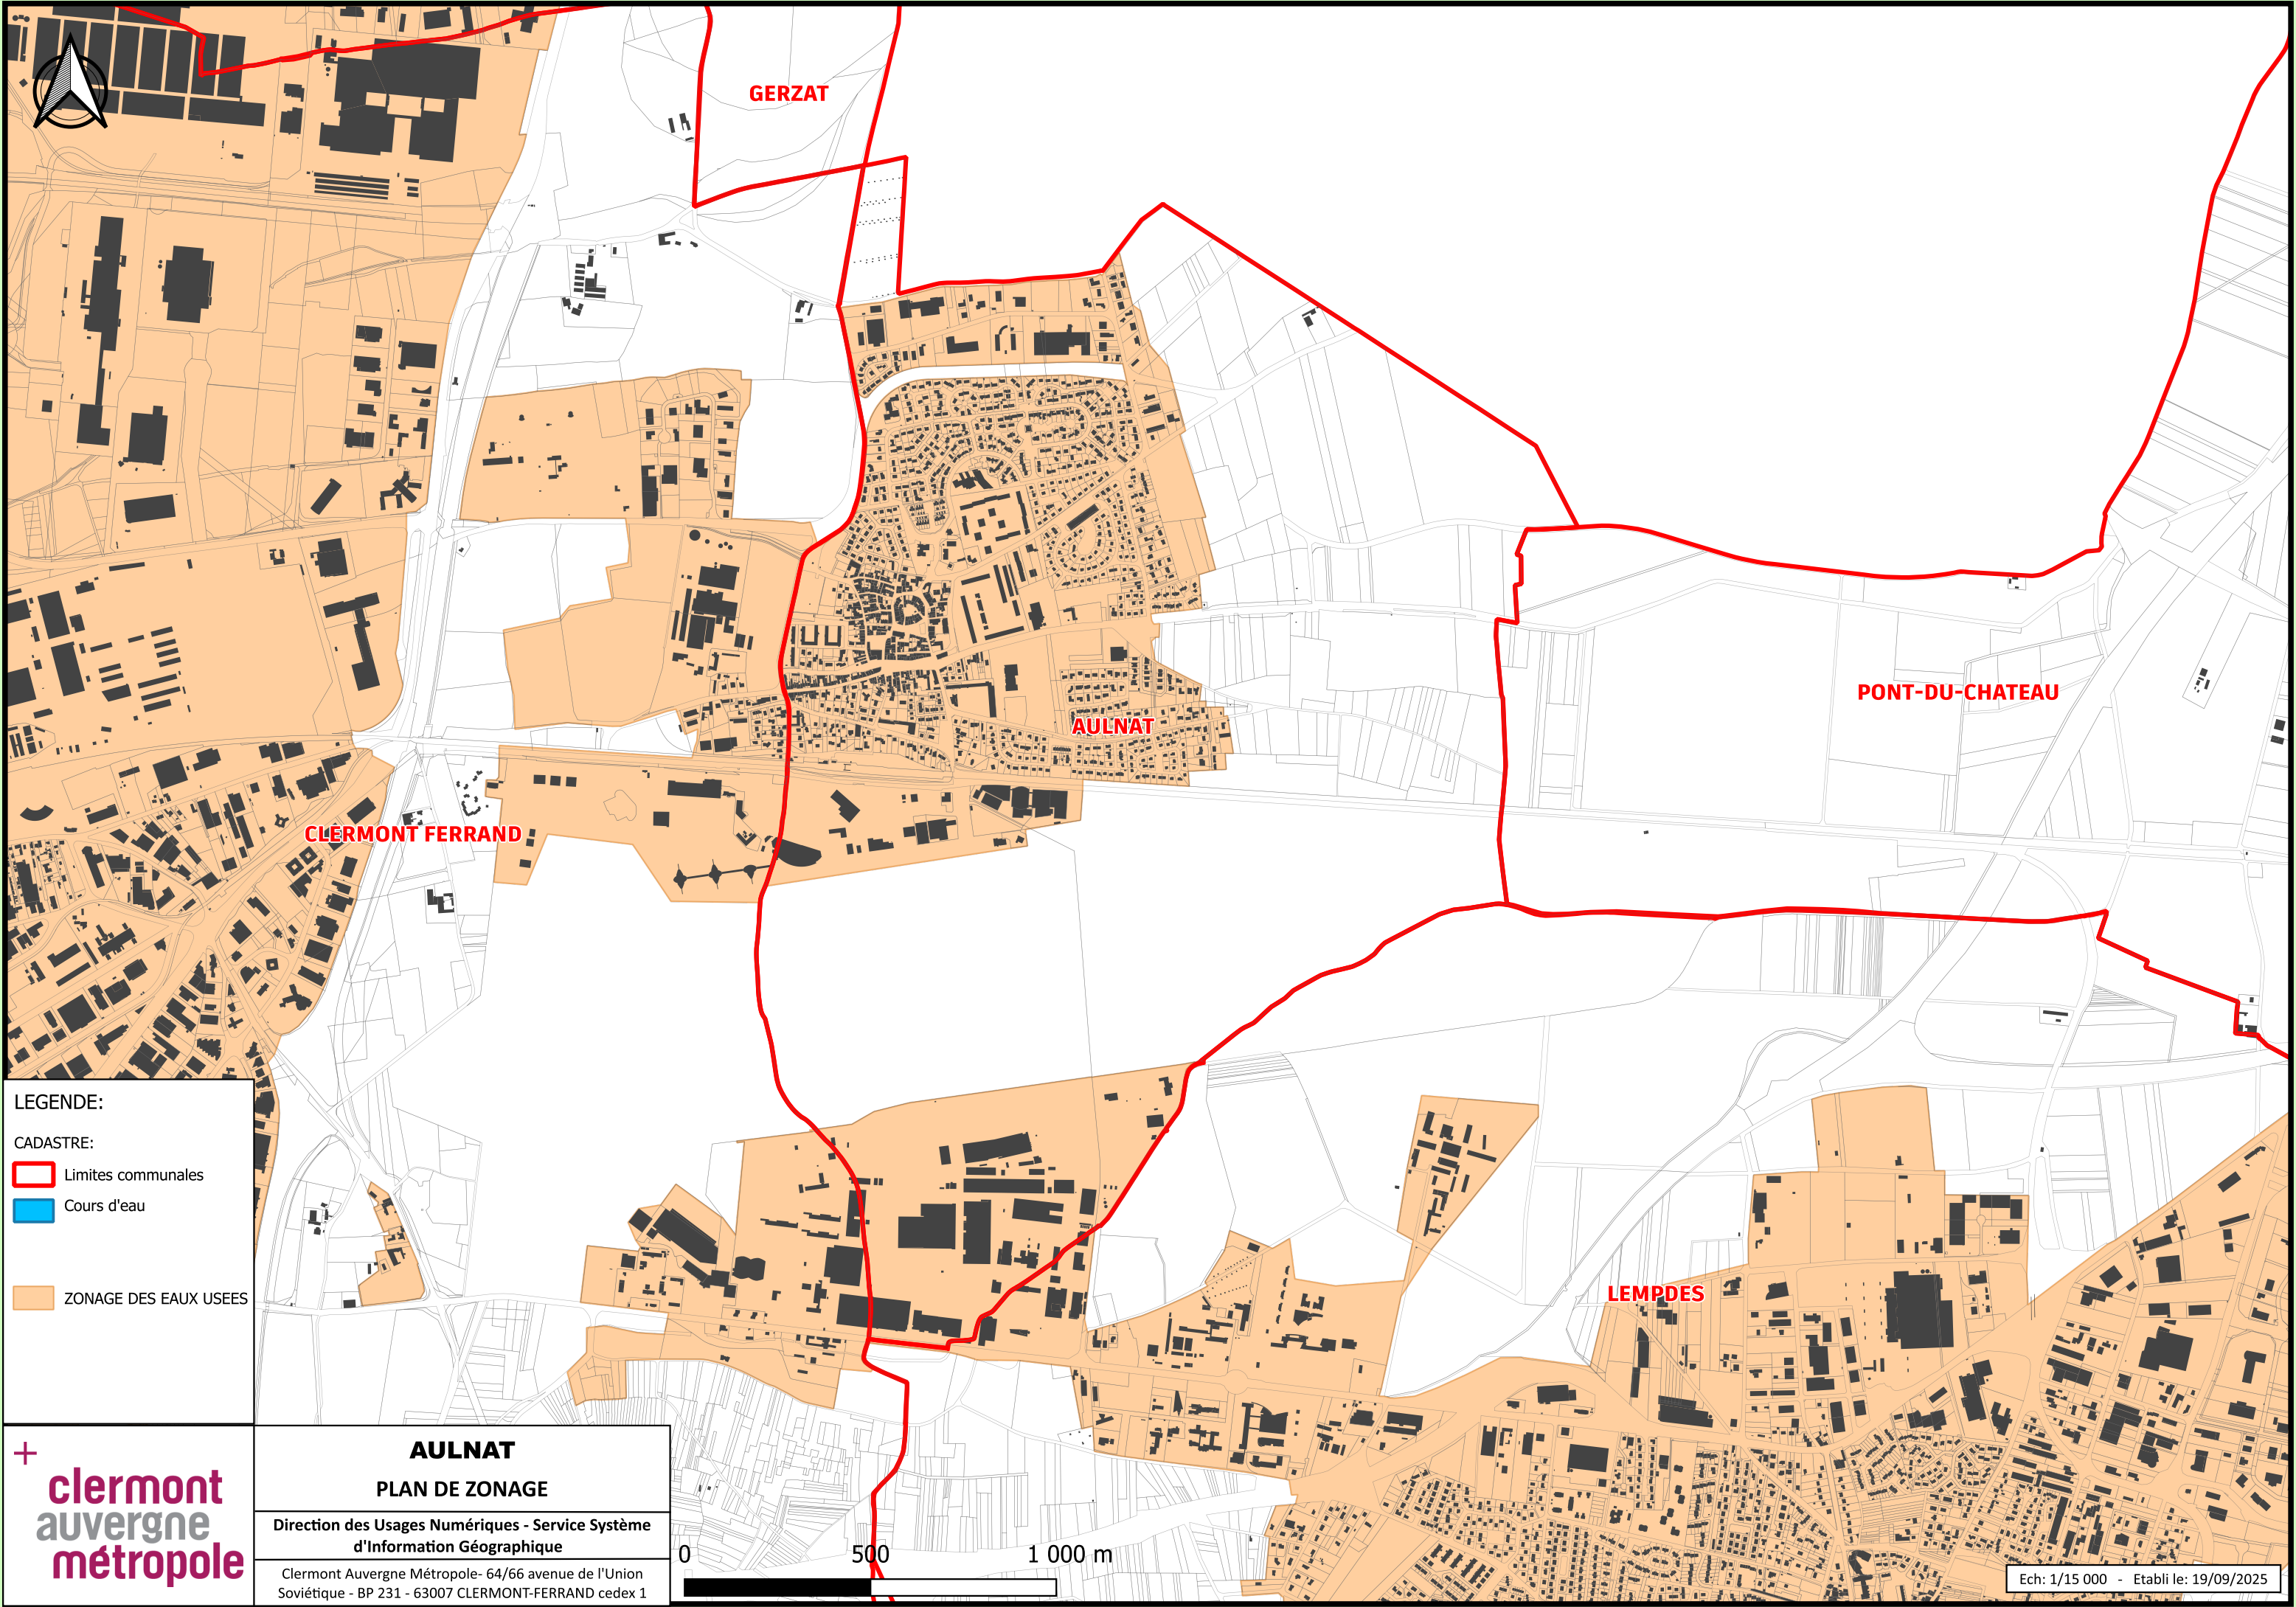 GERZAT
PONT-DU-CHATEAU
AULNAT
CLERMONT FERRAND
LEMPDES
LEGENDE:
CADASTRE:
Limites communales
Cours d'eau
ZONAGE DES EAUX USEES
+
clermont
auvergne
métropole
AULNAT
PLAN DE ZONAGE
Direction des Usages Numériques - Service Système
d'Information Géographique
Clermont Auvergne Métropole- 64/66 avenue de l'Union
Soviétique - BP 231 - 63007 CLERMONT-FERRAND cedex 1
0 500 1 000 m
Ech: 1/15 000 - Etabli le: 19/09/2025